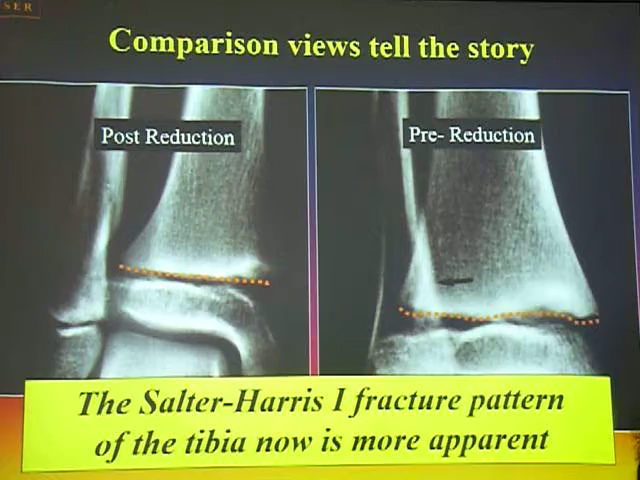 SER
Comparison views tell the story
Post Reduction
Pre- Reduction
The Salter-Harris I fracture pattern
of the tibia now is more apparent